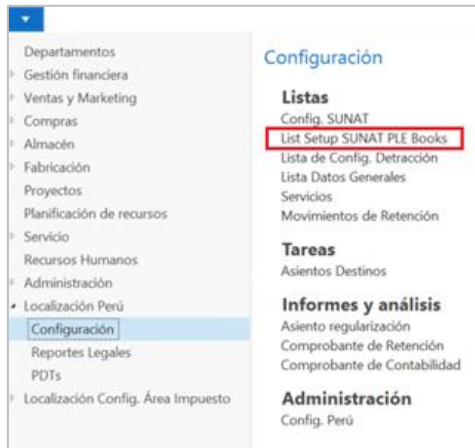 Departamentos
Gestión financiera
Ventas y Marketing
Compras
Almacén
Fabricación
Proyectos
Planificación de recursos
Servicio
Recursos Humanos
Administración
Localización Perú
Configuración
Reportes Legales
PDTs
Localización Config. Área Impuesto
Configuración
Listas
Config. SUNAT
List Setup SUNAT PLE Books
Lista de Config. Detracción
Lista Datos Generales
Servicios
Movimientos de Retención
Tareas
Asientos Destinos
Informes y análisis
Asiento regularización
Comprobante de Retención
Comprobante de Contabilidad
Administración
Config. Perú